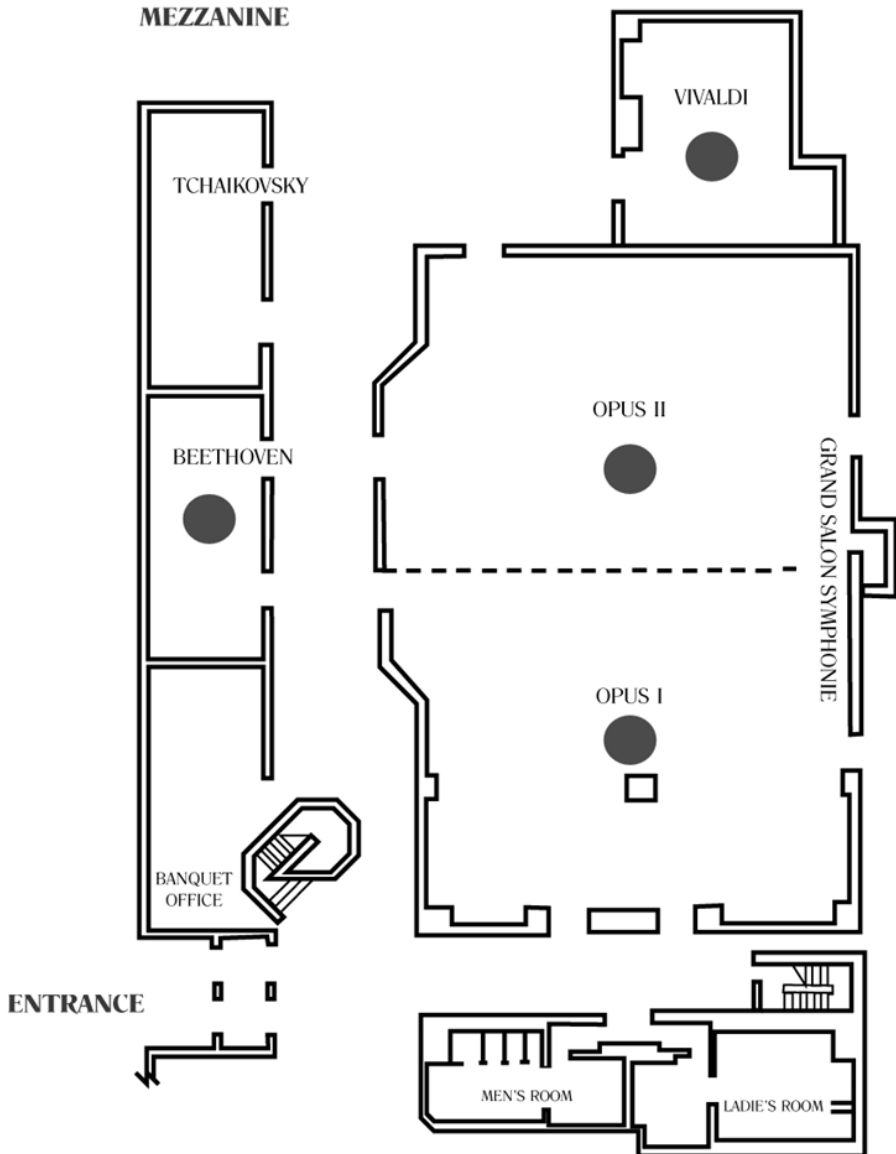 MEZZANINE
VIVALDI
TCHAIKOVSKY
OPUS II
BEETHOVEN
GRAND SALON SYMPHONIE
OPUS I
BANQUET
OFFICE
ENTRANCE
MEN'S ROOM
LADIE'S ROOM